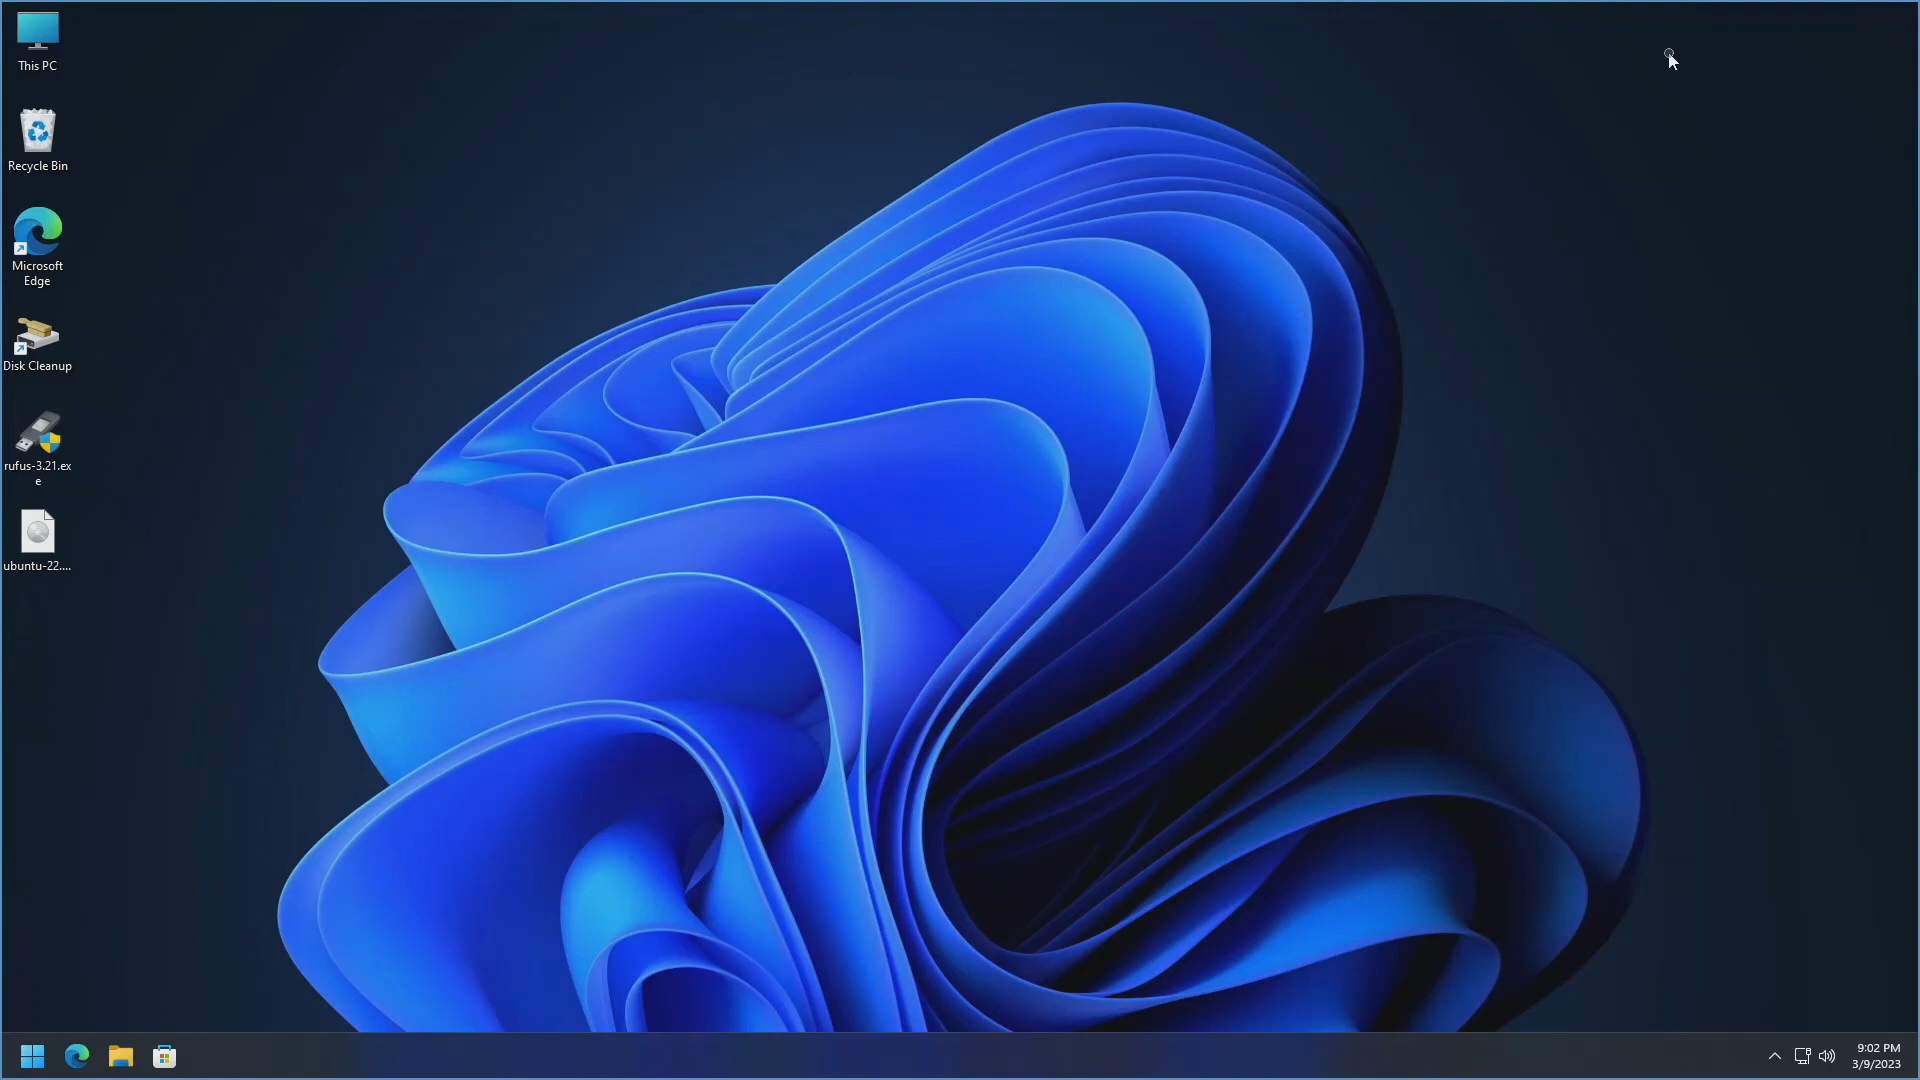 This PC
Recycle Bin
Microsoft
Edge
Disk Cleanup
rufus-3.21.ex
e
ubuntu-22....
9:02 PM
3/9/2023